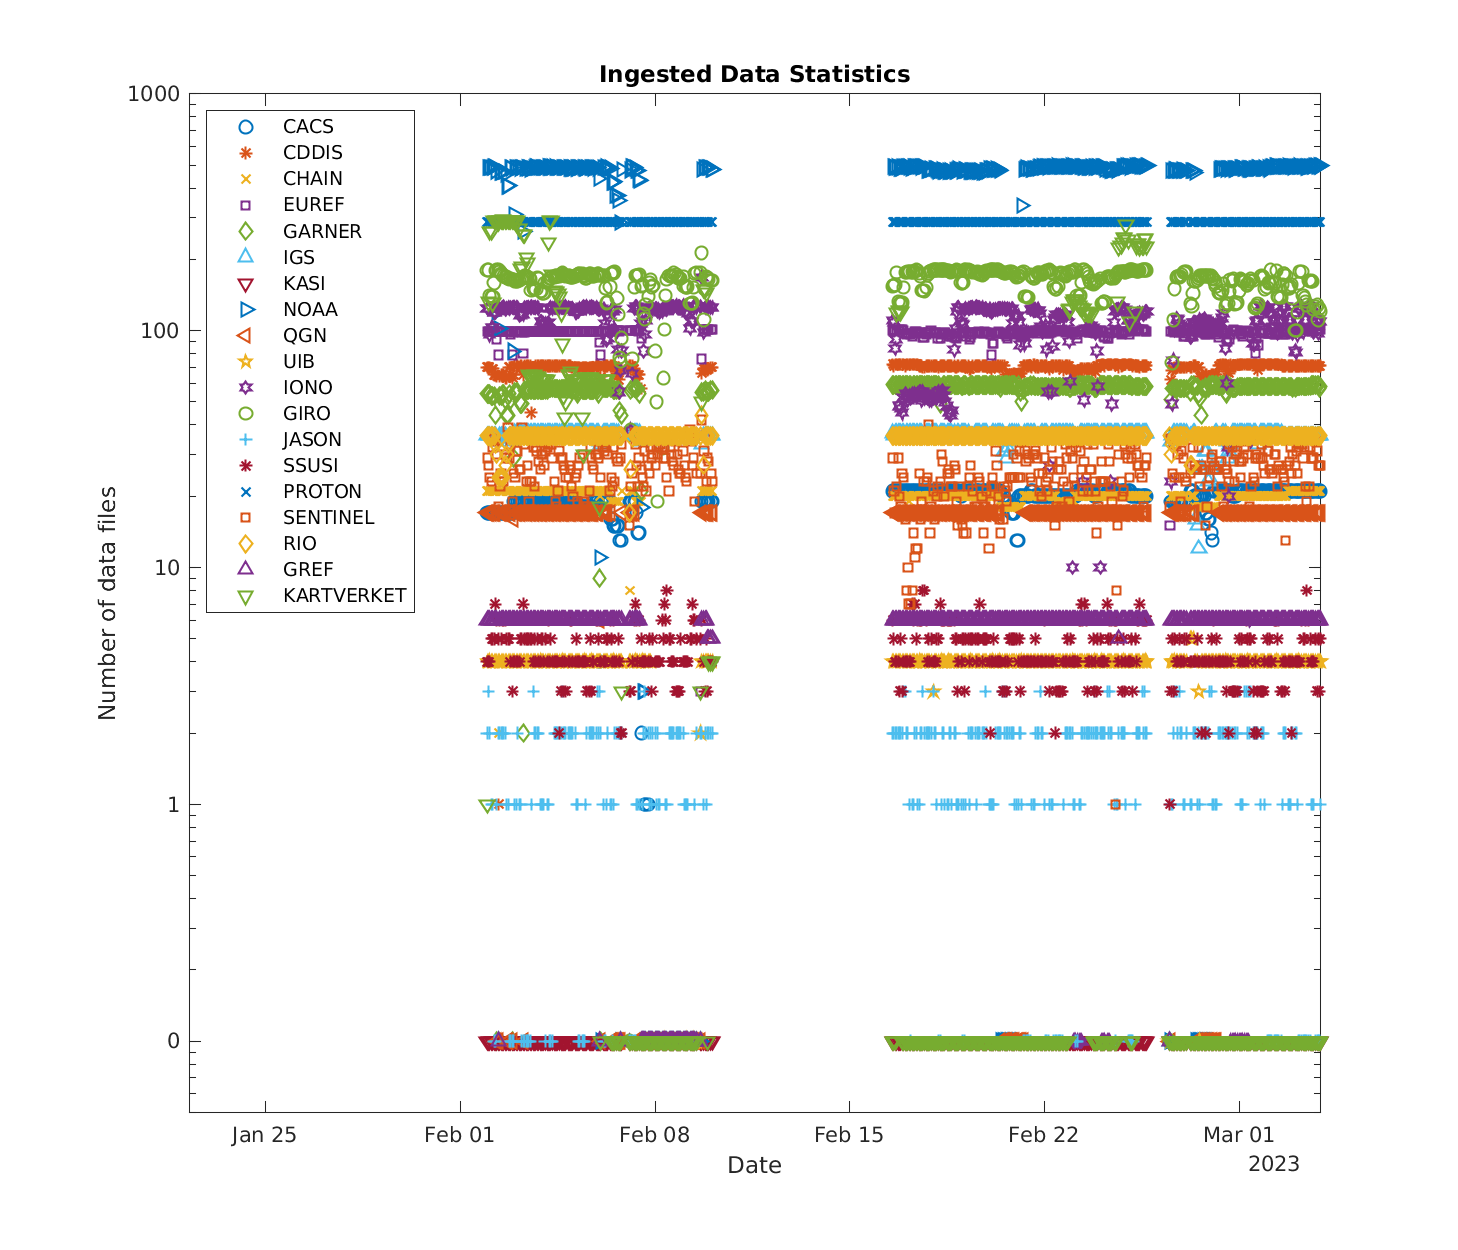 Ingested Data Statistics
1000
100
10
1
0
Number of data files
CACS
CDDIS
CHAIN
EUREF
GARNER
IGS
KASI
NOAA
QGN
UIB
IONO
GIRO
JASON
SSUSI
PROTON
SENTINEL
RIO
GREF
KARTVERKET
Jan 25
Feb 01
Feb 08
Feb 15
Feb 22
Mar 01
Date
2023